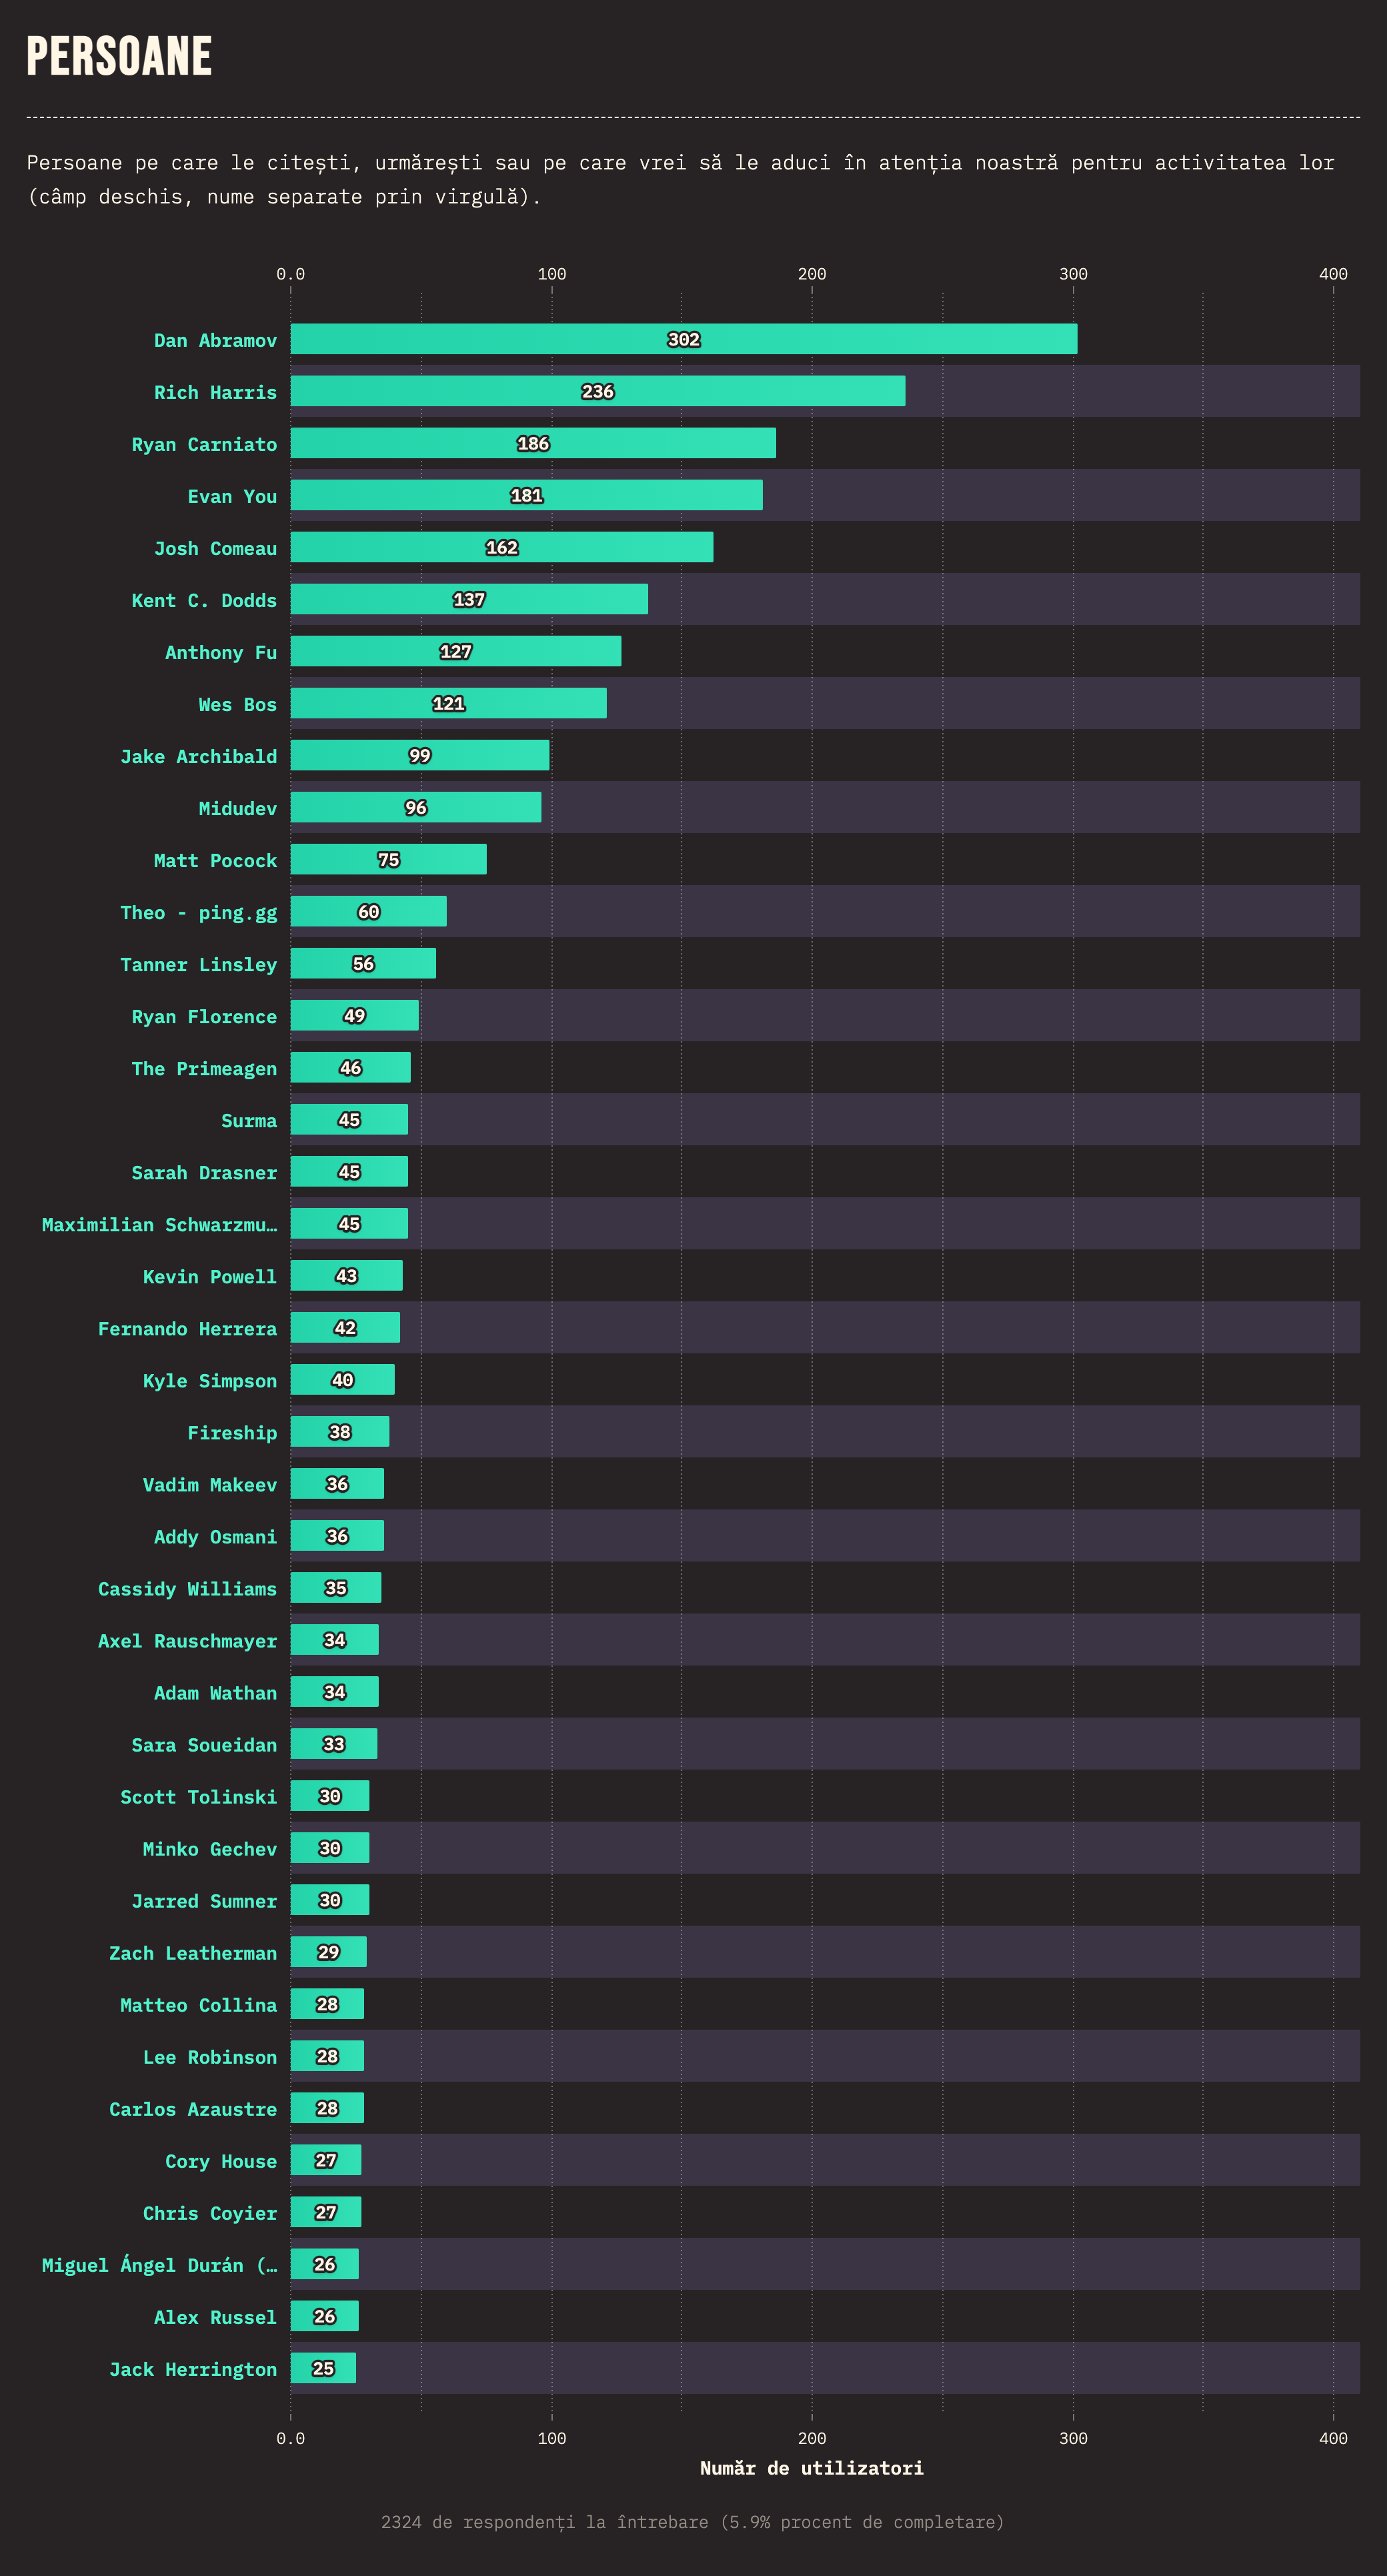 PERSOANE
Persoane pe care le citești, urmărești sau pe care vrei să le aduci în atenția noastră pentru activitatea lor
(câmp deschis, nume separate prin virgulă).
0.0 100 200 300 400
Dan Abramov 302
Rich Harris 236
Ryan Carniato 186
Evan You 181
Josh Comeau 162
Kent C. Dodds 137
Anthony Fu 127
Wes Bos 121
Jake Archibald 99
Midudev 96
Matt Pocock 75
Theo - ping.gg 60
Tanner Linsley 56
Ryan Florence 49
The Primeagen 46
Surma 45
Sarah Drasner 45
Maximilian Schwarzmu… 45
Kevin Powell 43
Fernando Herrera 42
Kyle Simpson 40
Fireship 38
Vadim Makeev 36
Addy Osmani 36
Cassidy Williams 35
Axel Rauschmayer 34
Adam Wathan 34
Sara Soueidan 33
Scott Tolinski 30
Minko Gechev 30
Jarred Sumner 30
Zach Leatherman 29
Matteo Collina 28
Lee Robinson 28
Carlos Azaustre 28
Cory House 27
Chris Coyier 27
Miguel Ángel Durán (… 26
Alex Russel 26
Jack Herrington 25
0.0 100 200 300 400
Număr de utilizatori
2324 de respondenți la întrebare (5.9% procent de completare)